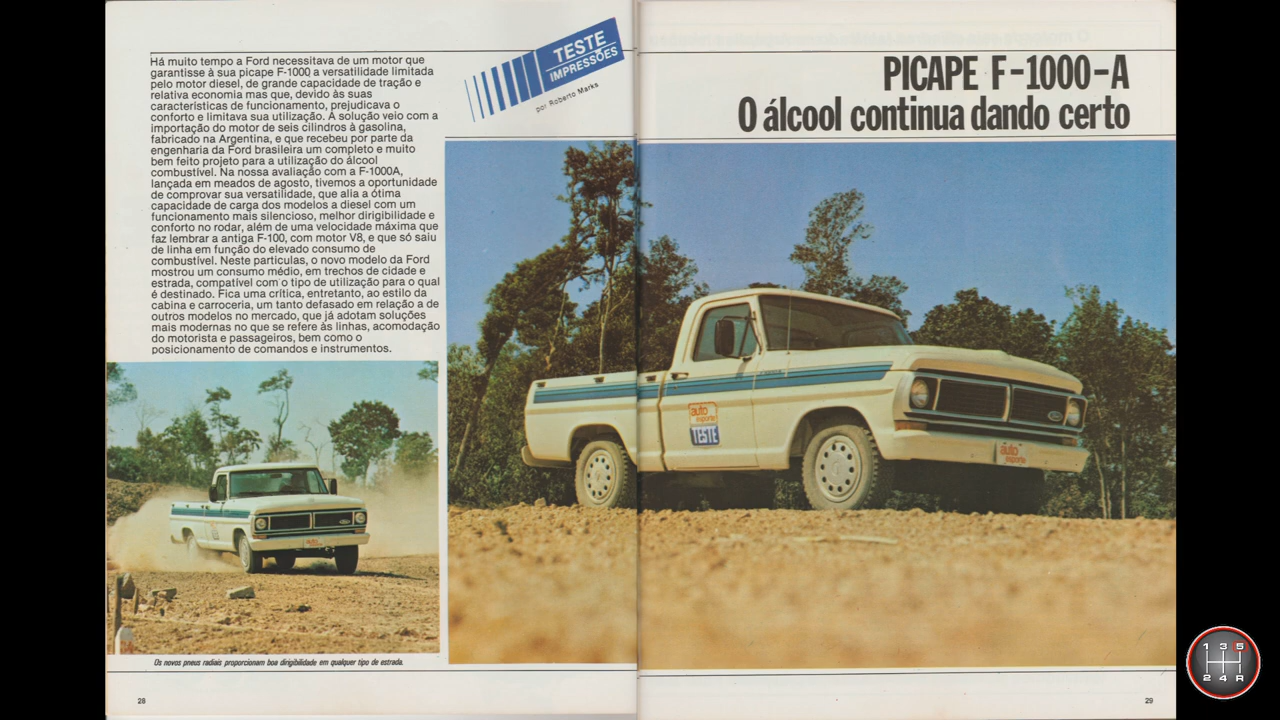 Há muito tempo a Ford necessitava de um motor que
garantisse à sua picape F-1000 a versatilidade limitada
pelo motor diesel, de grande capacidade de tração e
relativa economia mas que, devido às suas
características de funcionamento, prejudicava o
conforto e limitava sua utilização. A solução veio com a
importação do motor de seis cilindros à gasolina,
fabricado na Argentina, e que recebeu por parte da
engenharia da Ford brasileira um completo e muito
bem feito projeto para a utilização do álcool
combustível. Na nossa avaliação com a F-1000A,
lançada em meados de agosto, tivemos a oportunidade
de comprovar sua versatilidade, que alia a ótima
capacidade de carga dos modelos a diesel com um
funcionamento mais silencioso, melhor dirigibilidade e
conforto no rodar, além de uma velocidade máxima que
faz lembrar a antiga F-100, com motor V8, e que só saiu
de linha em função do elevado consumo de
combustível. Neste particulas, o novo modelo da Ford
mostrou um consumo médio, em trechos de cidade e
estrada, compatível com o tipo de utilização para o qual
é destinado. Fica uma crítica, entretanto, ao estilo da
cabina e carroceria, um tanto defasado em relação a de
outros modelos no mercado, que já adotam soluções
mais modernas no que se refere às linhas, acomodação
do motorista e passageiros, bem como o
posicionamento de comandos e instrumentos.
TESTE
IMPRESSÕES
por Roberto Marks
PICAPE F-1000-A
O álcool continua dando certo
auto
esporte
TESTE
Ford
auto
esporte
Os novos pneus radiais proporcionam boa dirigibilidade em qualquer tipo de estrada.
28
29
1 3 5
2 4 R